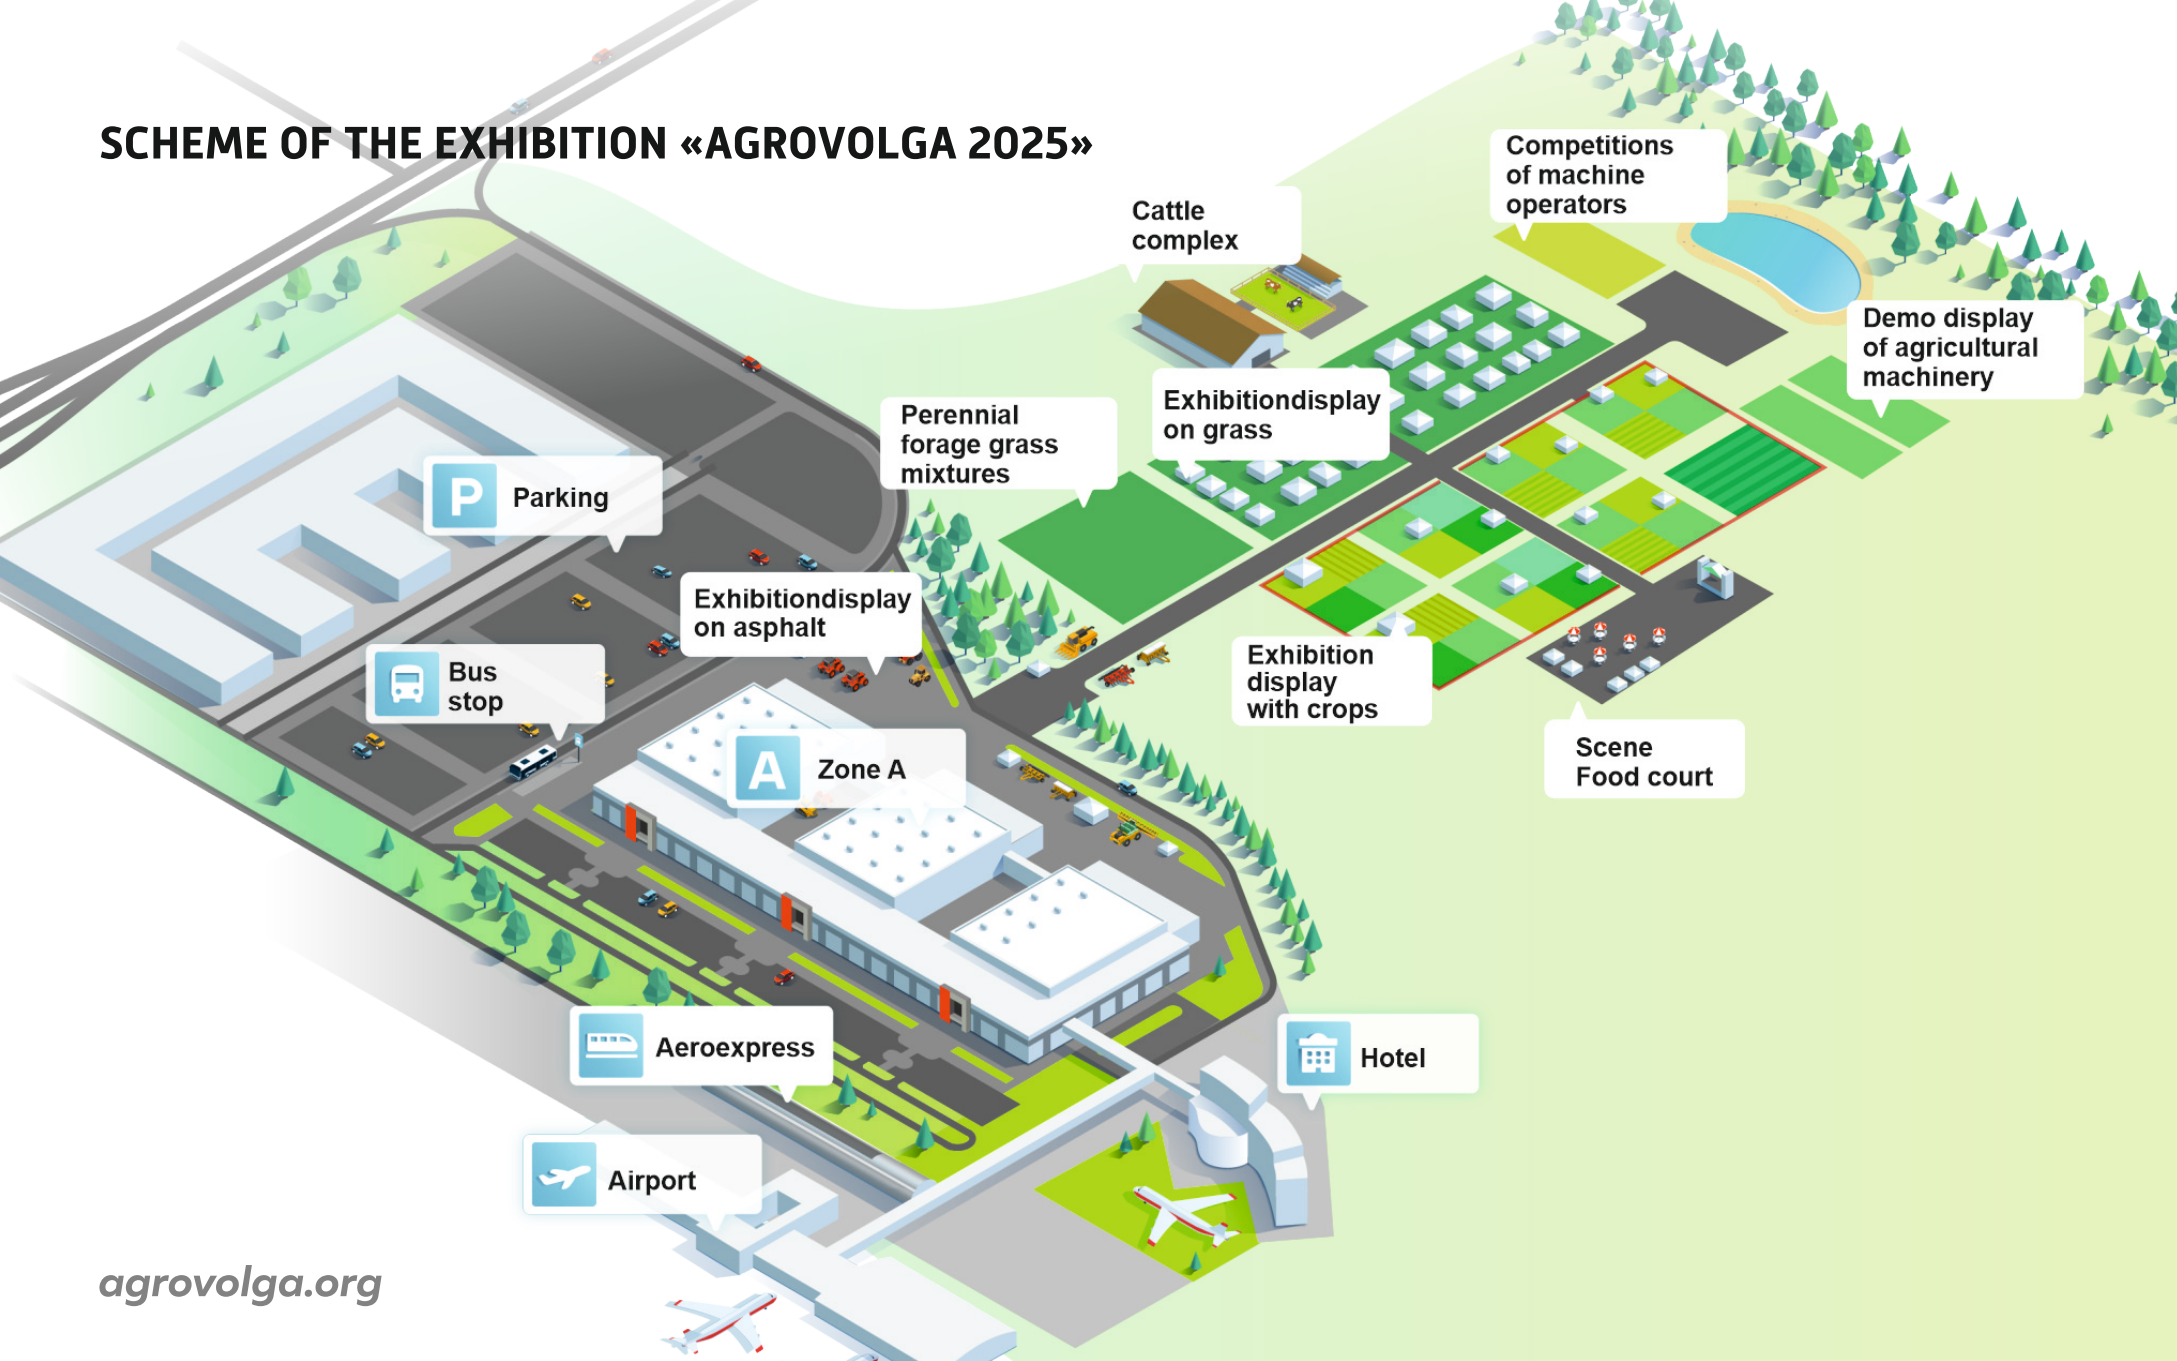 SCHEME OF THE EXHIBITION «AGROVOLGA 2025»
Competitions
of machine
operators
Cattle
complex
Demo display
of agricultural
machinery
Exhibitiondisplay
on grass
Perennial
forage grass
mixtures
P
Parking
Exhibitiondisplay
on asphalt
Exhibition
display
with crops
Bus
stop
Scene
Food court
A
Zone A
Aeroexpress
Hotel
Airport
agrovolga.org